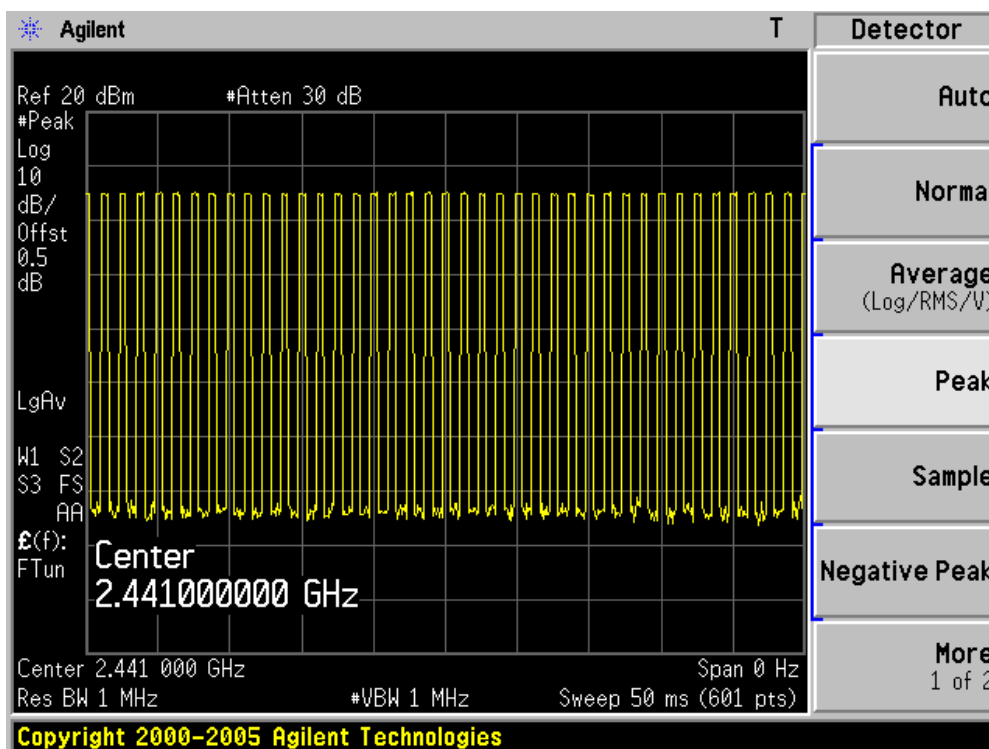 Agilent T Detector
Ref 20 dBm #Atten 30 dB
#Peak
Log
10
dB/
Offst
0.5
dB
LgAv
W1 S2
S3 FS
AA
£(f):
FTun
Center
2.441000000 GHz
Center 2.441 000 GHz Span 0 Hz
Res BW 1 MHz #VBW 1 MHz Sweep 50 ms (601 pts)
Copyright 2000-2005 Agilent Technologies
Auto
Norma
Average
(Log/RMS/V)
Peak
Sample
Negative Peak
More
1 of 2